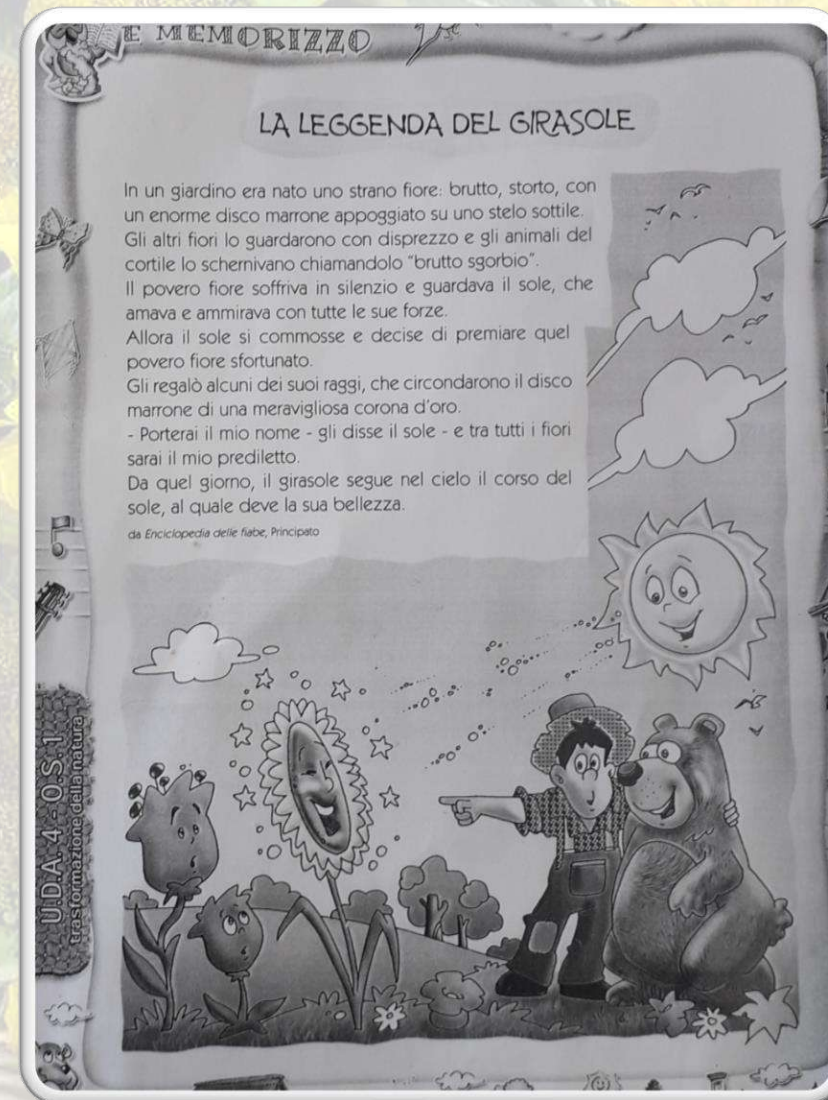 E MEMORIZZO
LA LEGGENDA DEL GIRASOLE
In un giardino era nato uno strano fiore: brutto, storto, con
un enorme disco marrone appoggiato su uno stelo sottile.
Gli altri fiori lo guardarono con disprezzo e gli animali del
cortile lo schernivano chiamandolo "brutto sgorbio".
Il povero fiore soffriva in silenzio e guardava il sole, che
amava e ammirava con tutte le sue forze.
Allora il sole si commosse e decise di premiare quel
povero fiore sfortunato.
Gli regalò alcuni dei suoi raggi, che circondarono il disco
marrone di una meravigliosa corona d'oro.
- Porterai il mio nome - gli disse il sole - e tra tutti i fiori
sarai il mio prediletto.
Da quel giorno, il girasole segue nel cielo il corso del
sole, al quale deve la sua bellezza.
da Enciclopedia delle fiabe, Principato
U.D.A. 4 - O.S. 1
trasformazione della natura